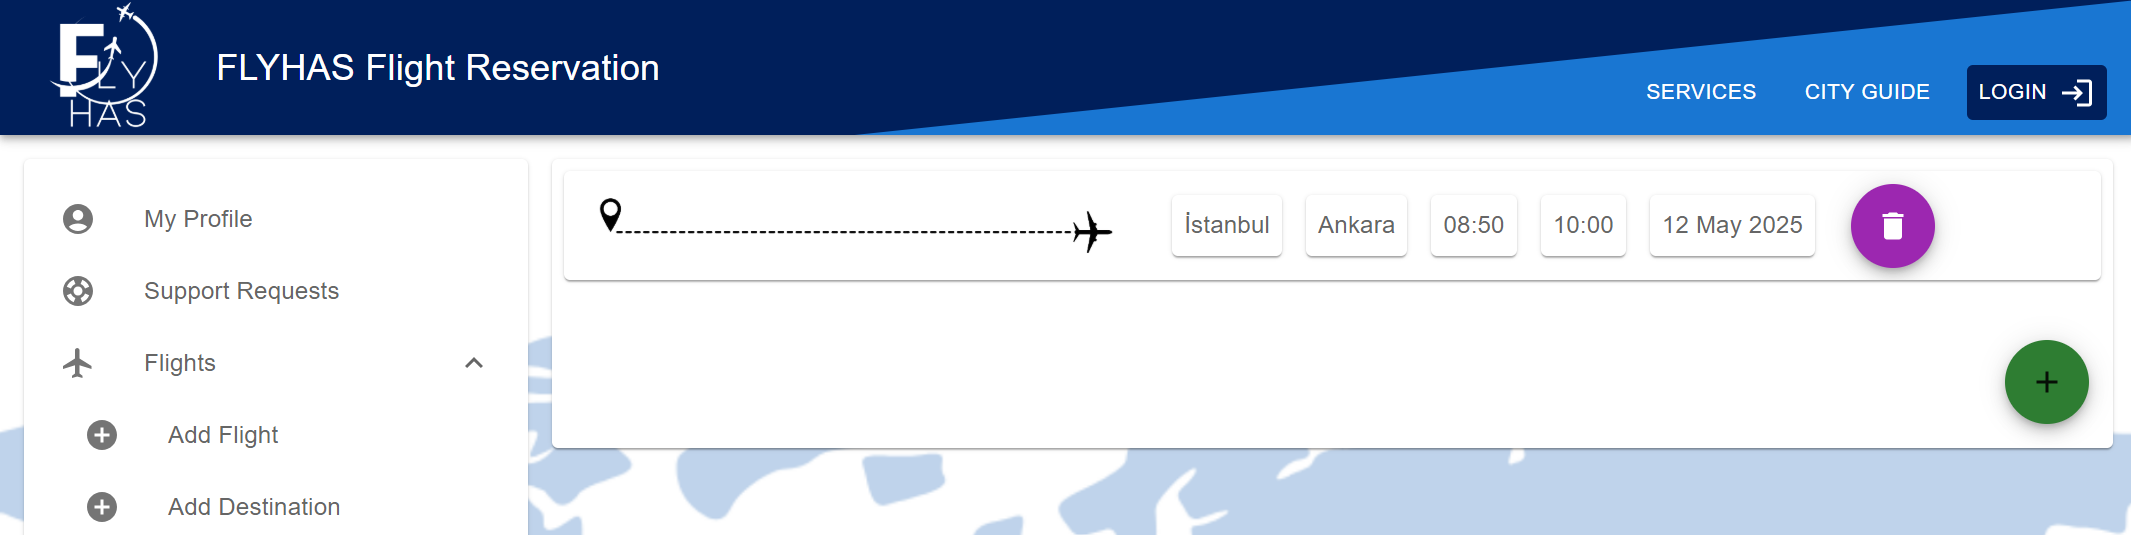 FLY
HAS
FLYHAS Flight Reservation
SERVICES
CITY GUIDE
LOGIN
My Profile
Support Requests
Flights
Add Flight
Add Destination
İstanbul
Ankara
08:50
10:00
12 May 2025